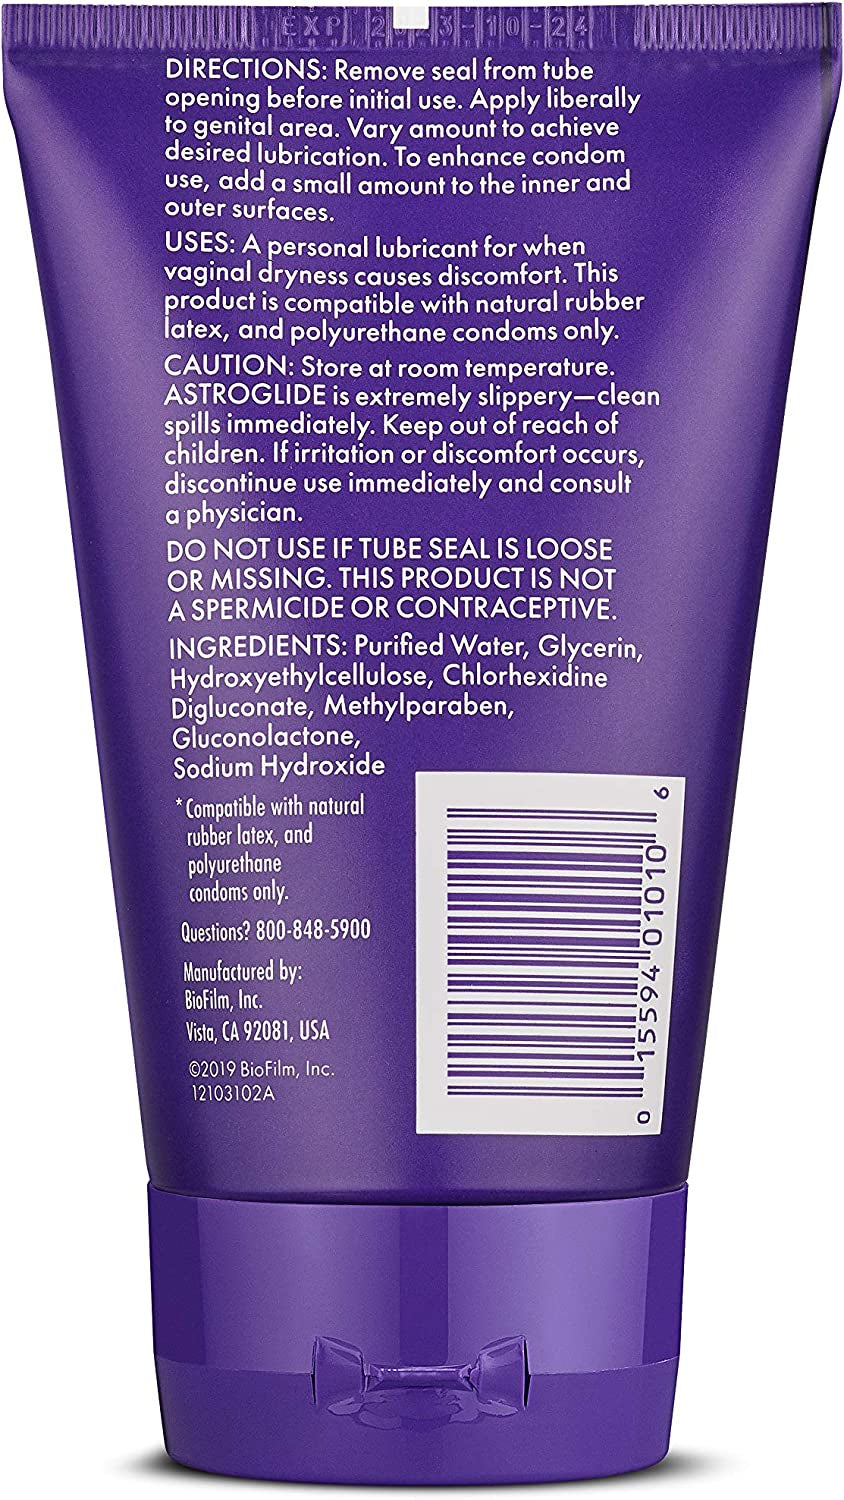 EXP 2023-10-24
DIRECTIONS: Remove seal from tube
opening before initial use. Apply liberally
to genital area. Vary amount to achieve
desired lubrication. To enhance condom
use, add a small amount to the inner and
outer surfaces.
USES: A personal lubricant for when
vaginal dryness causes discomfort. This
product is compatible with natural rubber
latex, and polyurethane condoms only.
CAUTION: Store at room temperature.
ASTROGLIDE is extremely slippery—clean
spills immediately. Keep out of reach of
children. If irritation or discomfort occurs,
discontinue use immediately and consult
a physician.
DO NOT USE IF TUBE SEAL IS LOOSE
OR MISSING. THIS PRODUCT IS NOT
A SPERMICIDE OR CONTRACEPTIVE.
INGREDIENTS: Purified Water, Glycerin,
Hydroxyethylcellulose, Chlorhexidine
Digluconate, Methylparaben,
Gluconolactone,
Sodium Hydroxide
*Compatible with natural
rubber latex, and
polyurethane
condoms only.
Questions? 800-848-5900
Manufactured by:
BioFilm, Inc.
Vista, CA 92081, USA
©2019 BioFilm, Inc.
12103102A
0 15594 01010 6